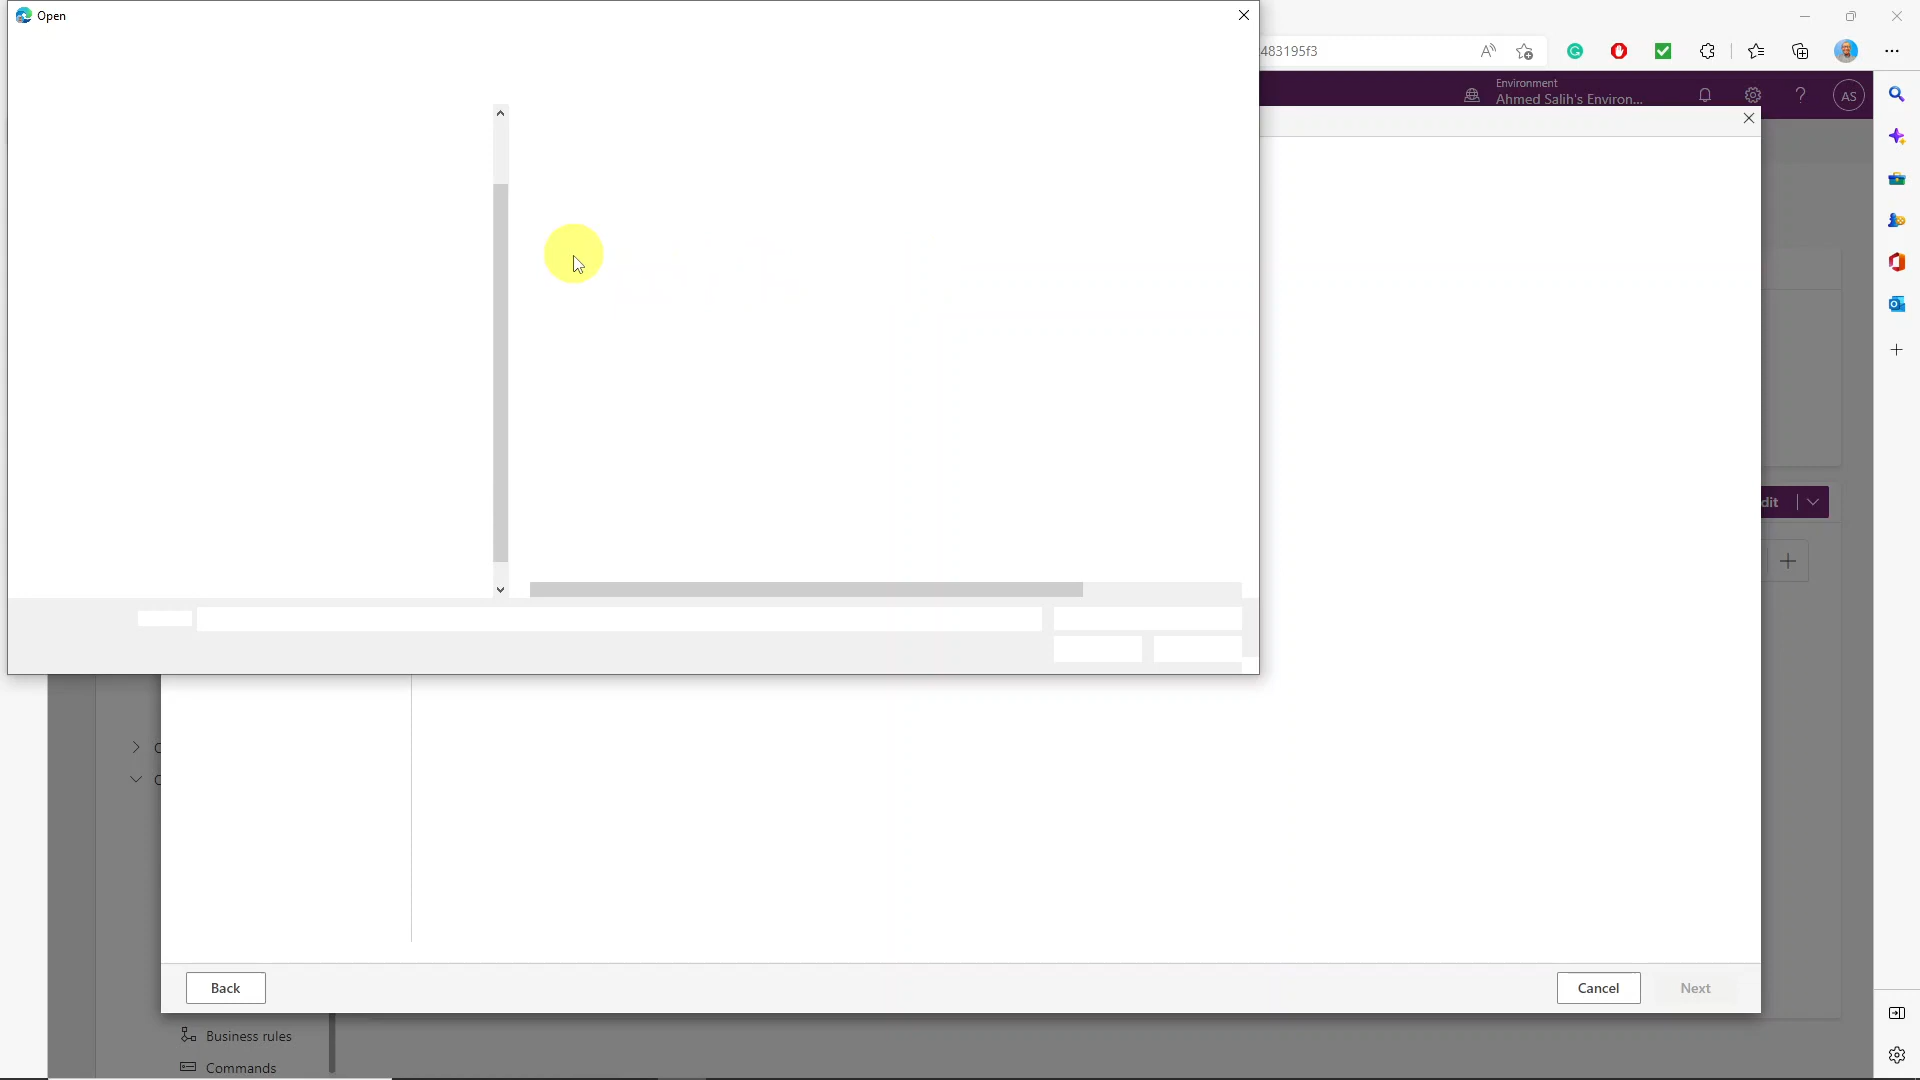 Open
483195f3
Environment
Ahmed Salih's Environ...
AS
dit
Back
Cancel
Next
Business rules
Commands